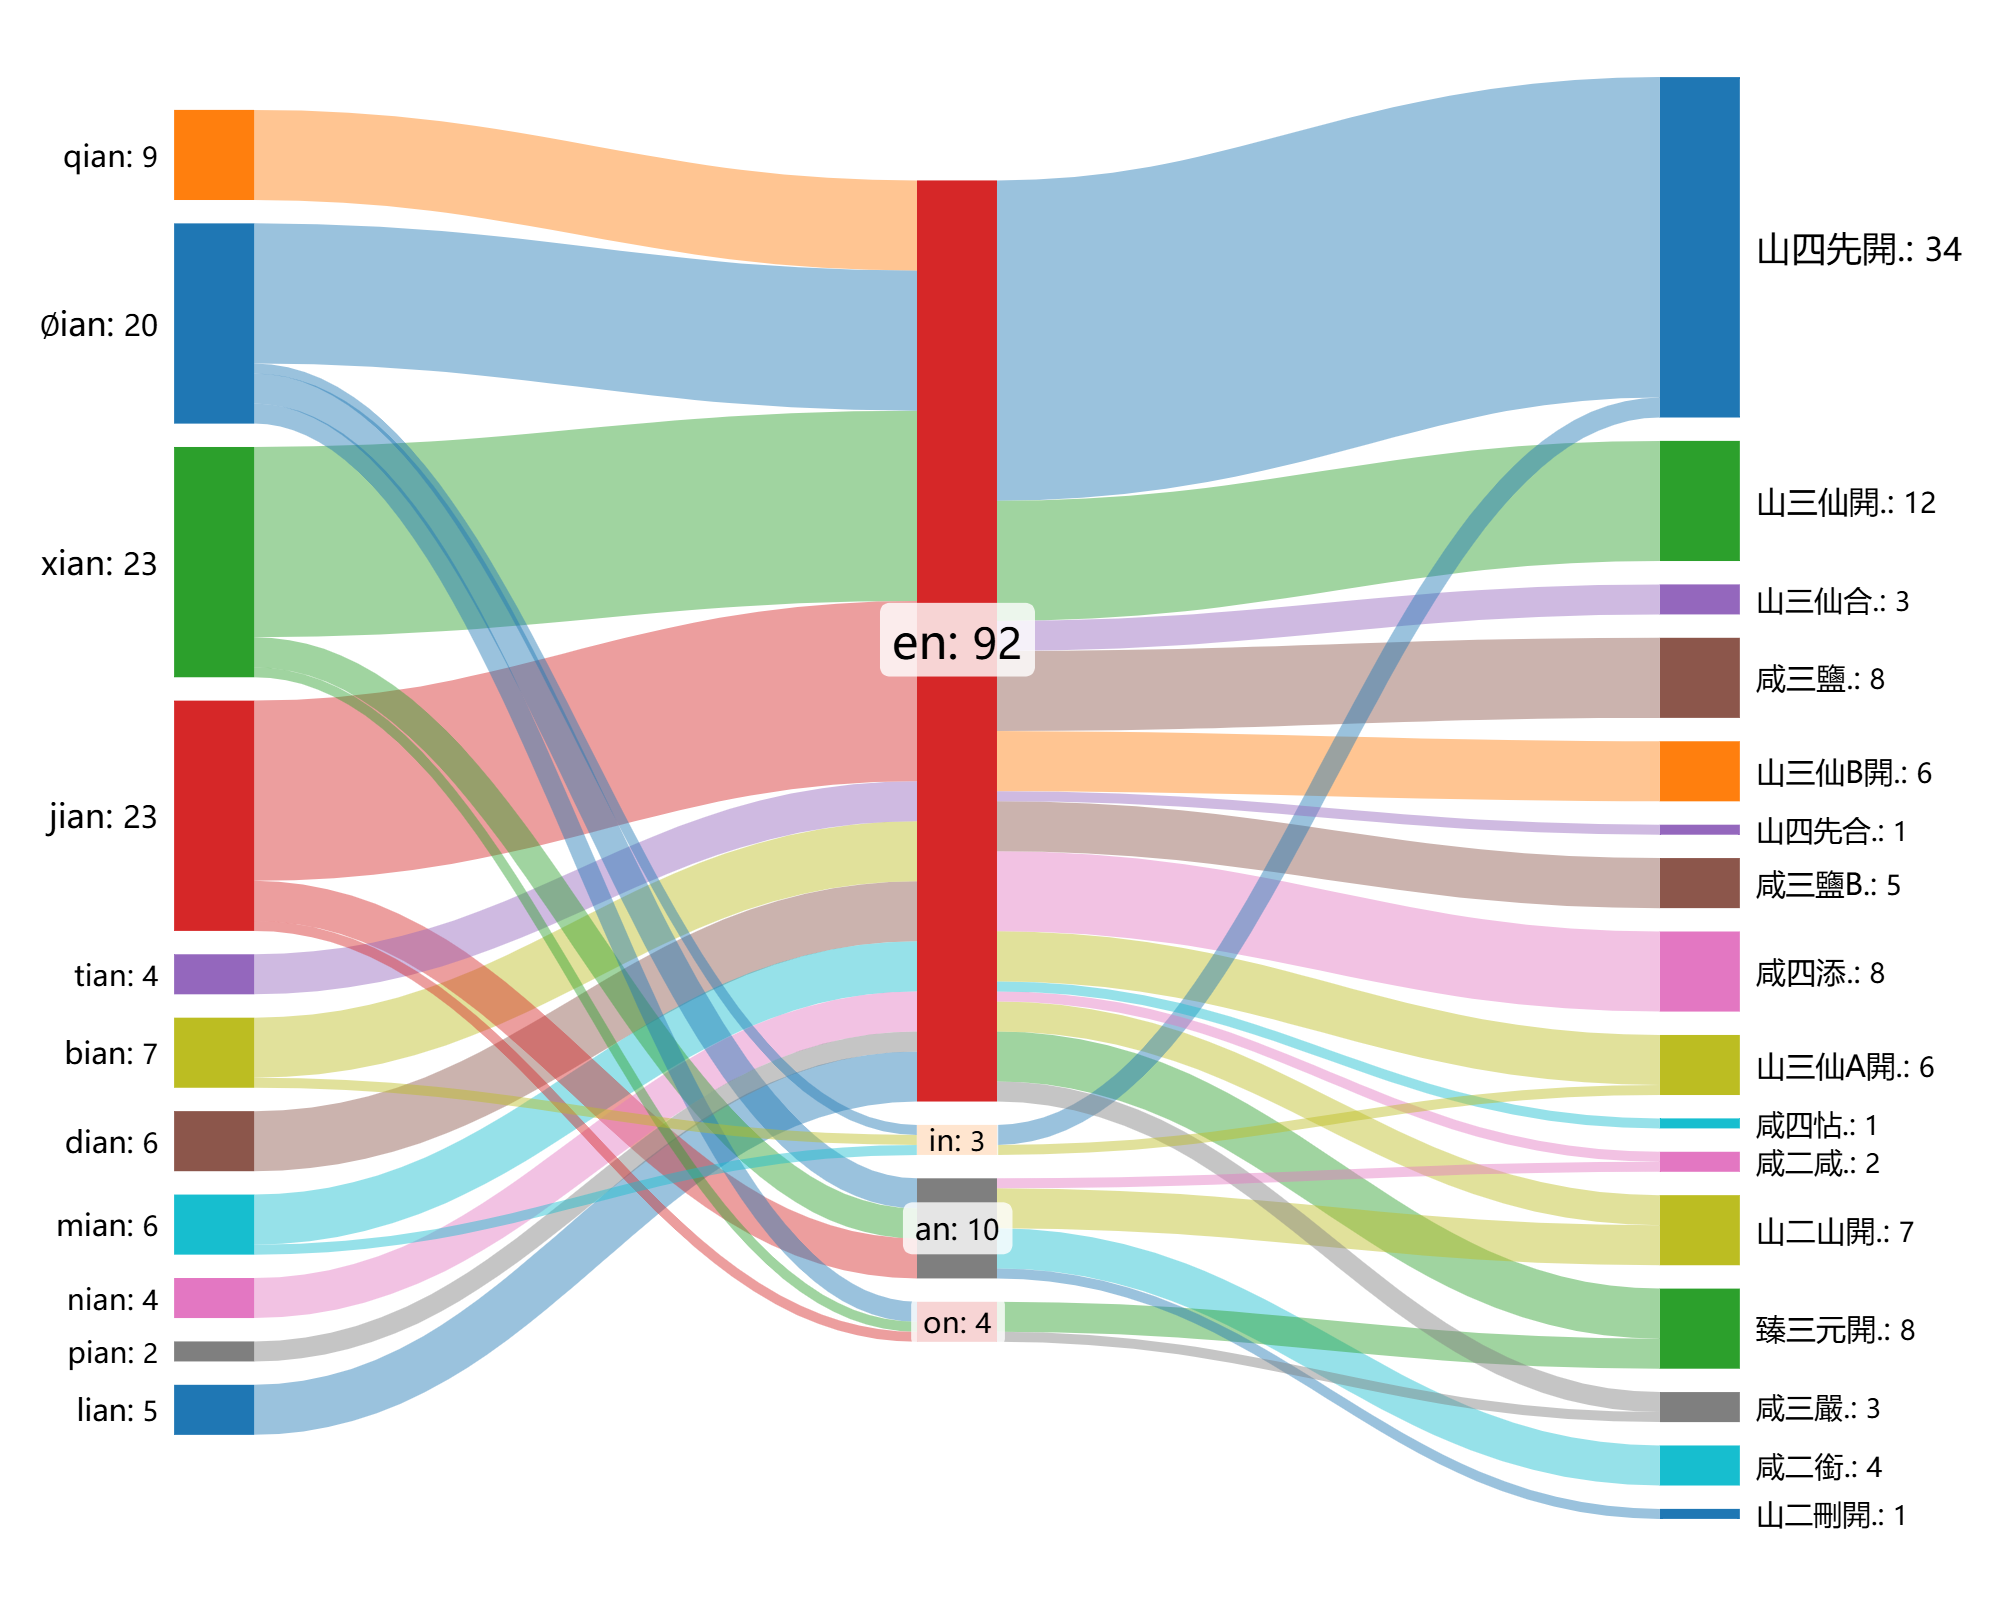 qian: 9
Øian: 20
xian: 23
jian: 23
tian: 4
bian: 7
dian: 6
mian: 6
nian: 4
pian: 2
lian: 5
en: 92
in: 3
an: 10
on: 4
山四先開.: 34
山三仙開.: 12
山三仙合.: 3
咸三鹽.: 8
山三仙B開.: 6
山四先合.: 1
咸三鹽B.: 5
咸四添.: 8
山三仙A開.: 6
咸四怗.: 1
咸二咸.: 2
山二山開.: 7
臻三元開.: 8
咸三嚴.: 3
咸二銜.: 4
山二刪開.: 1